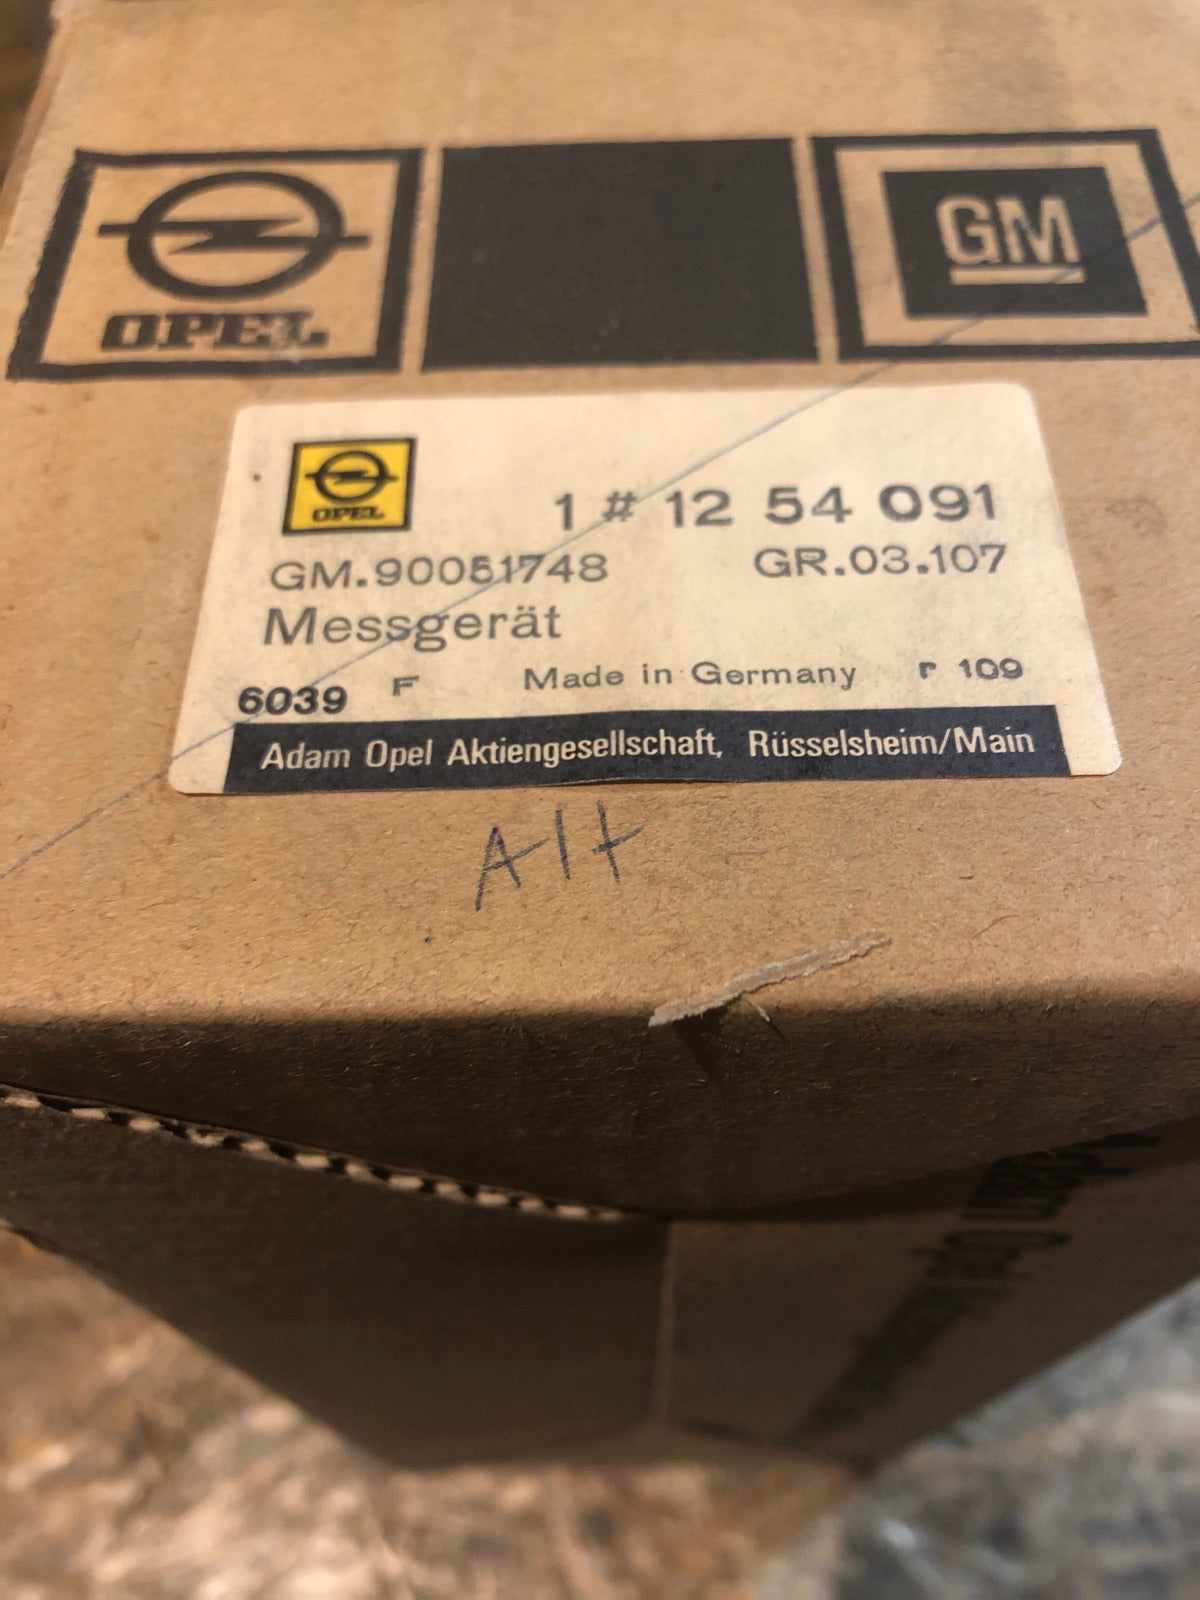 OPEL
GM
OPEL
1 # 12 54 091
GM.90051748 GR.03.107
Messgerät
6039 F Made in Germany r 109
Adam Opel Aktiengesellschaft, Rüsselsheim/Main
Alt